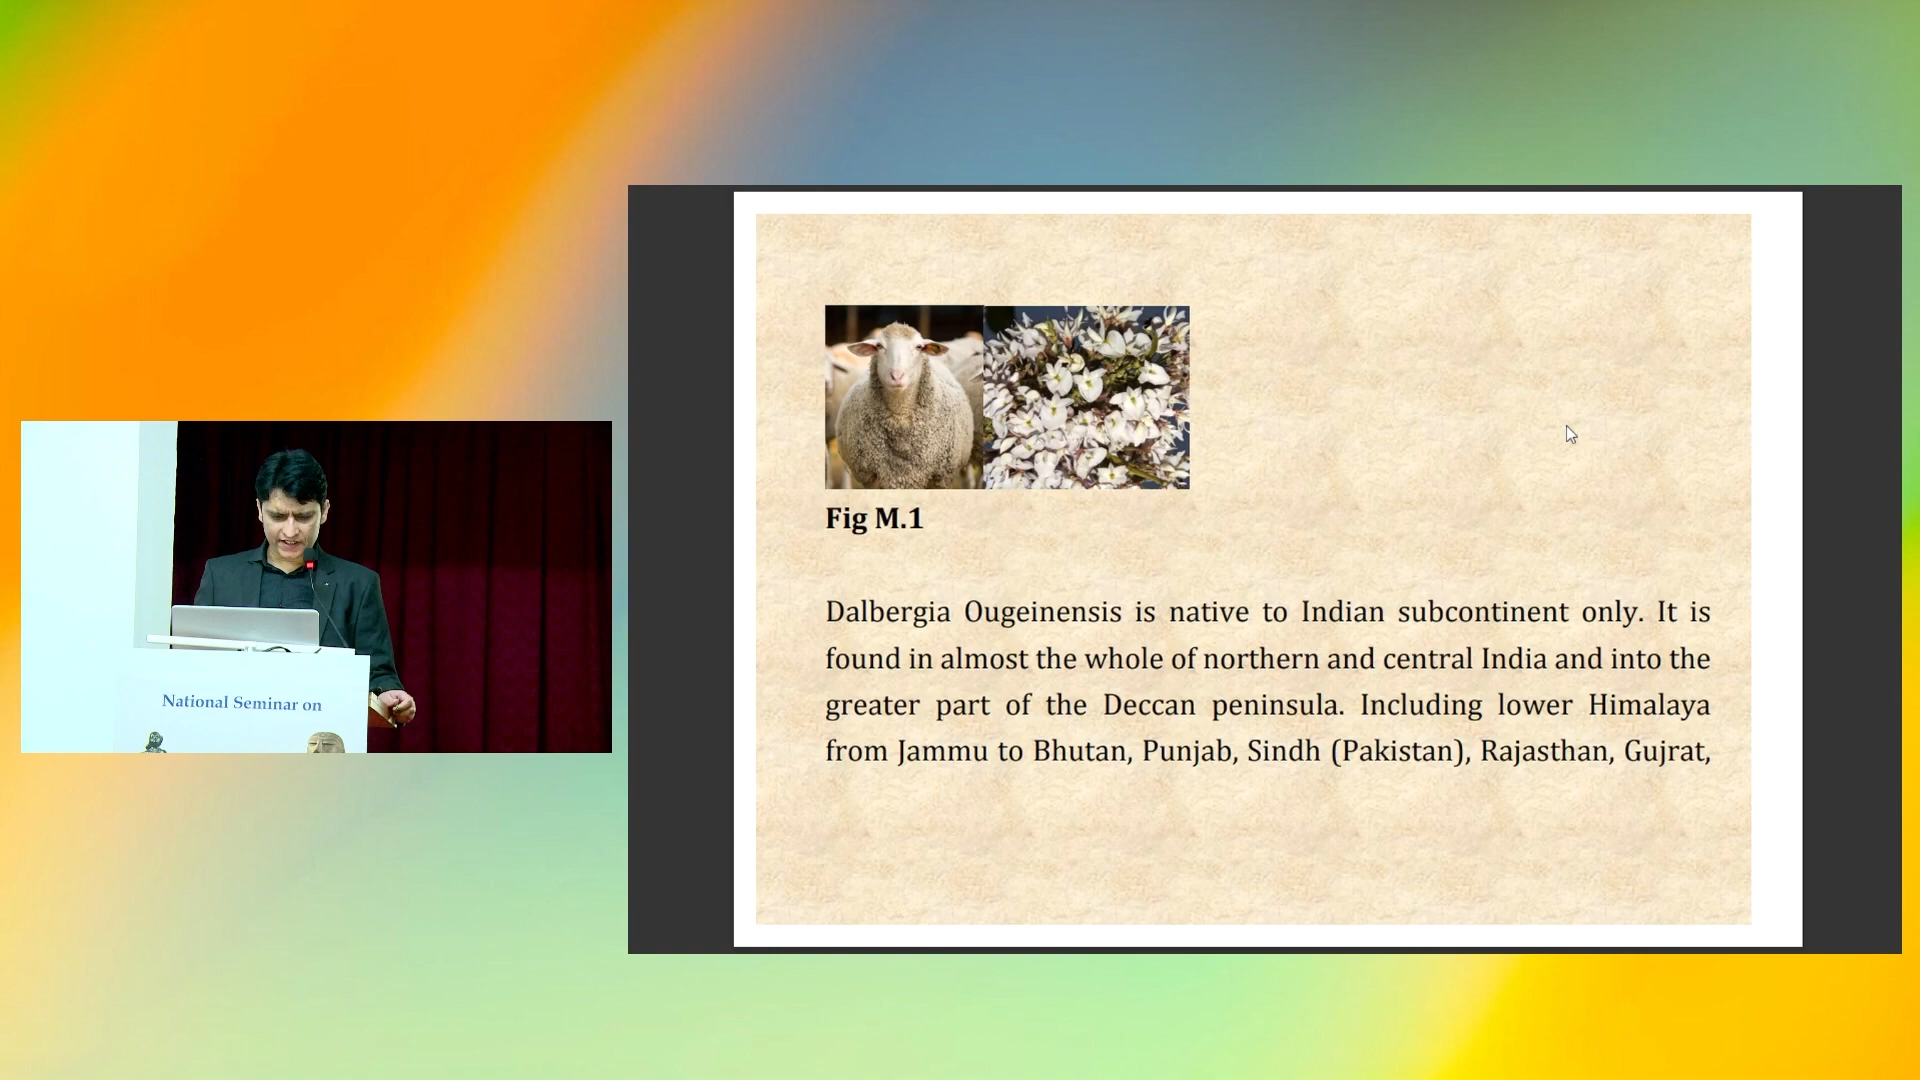 National Seminar on
Fig M.1
Dalbergia Ougeinensis is native to Indian subcontinent only. It is
found in almost the whole of northern and central India and into the
greater part of the Deccan peninsula. Including lower Himalaya
from Jammu to Bhutan, Punjab, Sindh (Pakistan), Rajasthan, Gujrat,